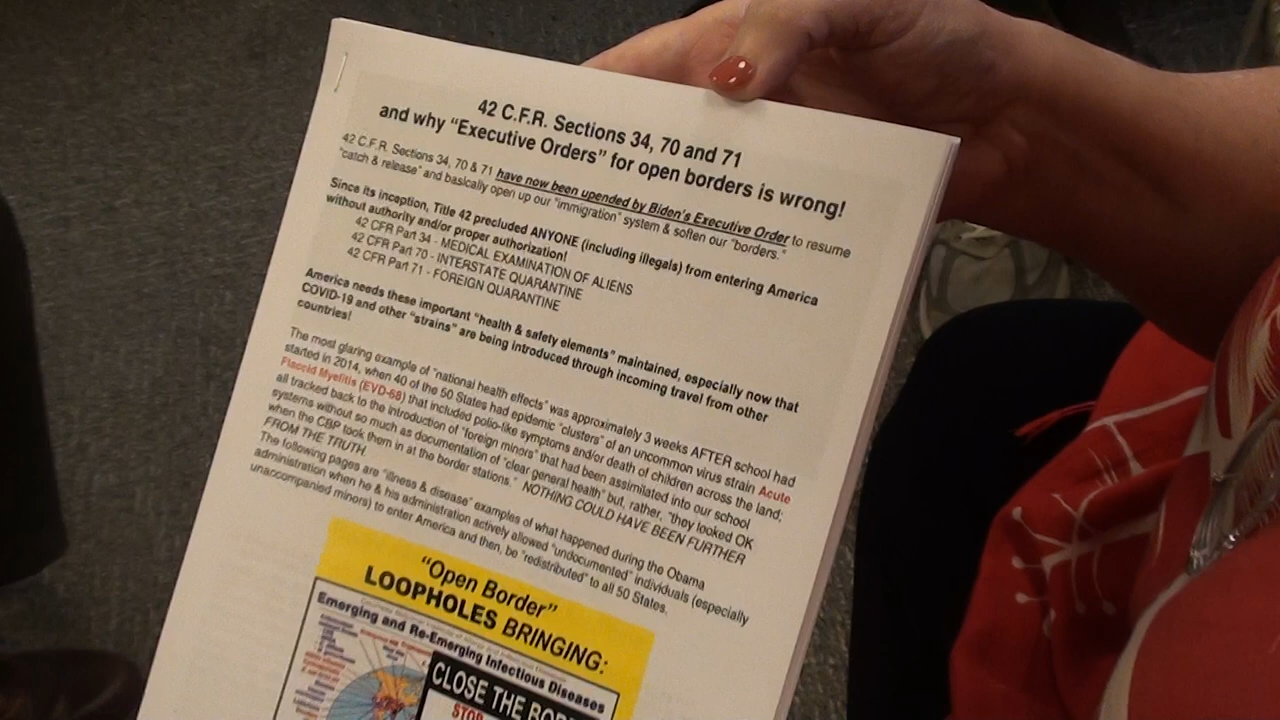 42 C.F.R. Sections 34, 70 and 71
and why “Executive Orders” for open borders is wrong!
42 C.F.R. Sections 34, 70 & 71 have now been upended by Biden's Executive Order to resume
“catch & release” and basically open up our “immigration” system & soften our “borders.“
Since its inception, Title 42 precluded ANYONE (including illegals) from entering America
without authority and/or proper authorization!
42 CFR Part 34 - MEDICAL EXAMINATION OF ALIENS
42 CFR Part 70 - INTERSTATE QUARANTINE
42 CFR Part 71 - FOREIGN QUARANTINE
America needs these important “health & safety elements” maintained, especially now that
COVID-19 and other “strains” are being introduced through incoming travel from other
countries!
The most glaring example of “national health effects” was approximately 3 weeks AFTER school had
started in 2014, when 40 of the 50 States had epidemic “clusters” of an uncommon virus strain Acute
Flaccid Myelitis (EVD-68) that included polio-like symptoms and/or death of children across the land;
all tracked back to the introduction of “foreign minors” that had been assimilated into our school
systems without so much as documentation of “clear general health” but, rather, “they looked OK
when the CBP took them in at the border stations.” NOTHING COULD HAVE BEEN FURTHER
FROM THE TRUTH.
The following pages are “illness & disease” examples of what happened during the Obama
administration when he & his administration actively allowed “undocumented” individuals (especially
unaccompanied minors) to enter America and then, be “redistributed” to all 50 States.
“Open Border”
LOOPHOLES BRINGING:
Emerging and Re-Emerging Infectious Diseases
CLOSE THE
STOP